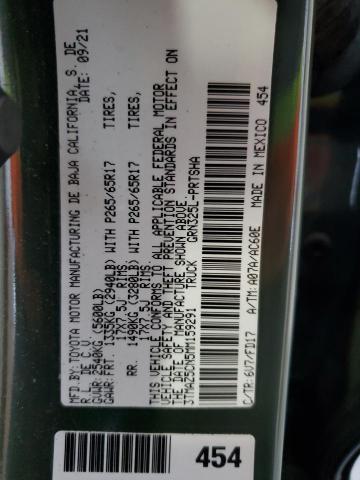 MFD.BY: TOYOTA MOTOR MANUFACTURING DE BAJA CALIFORNIA, S. DE
R. L. DE DATE: 09/21
GVWR: 2540KG (5600LB)
GAWR: FRT. 1335KG (2940LB) WITH P265/65R17 TIRES,
17X7.5J RIMS
RR. 1490KG (3280LB) WITH P265/65R17 TIRES,
17X7.5J RIMS
THIS VEHICLE CONFORMS TO ALL APPLICABLE FEDERAL MOTOR
VEHICLE SAFETY AND THEFT PREVENTION STANDARDS IN EFFECT ON
THE DATE OF MANUFACTURE SHOWN ABOVE.
3TMAZ5CN5MM159291 TRUCK GRN325L-PRTSHA
C/TR: 6V7/FD17 A/TM: A07A/AC60E MADE IN MEXICO 454
454